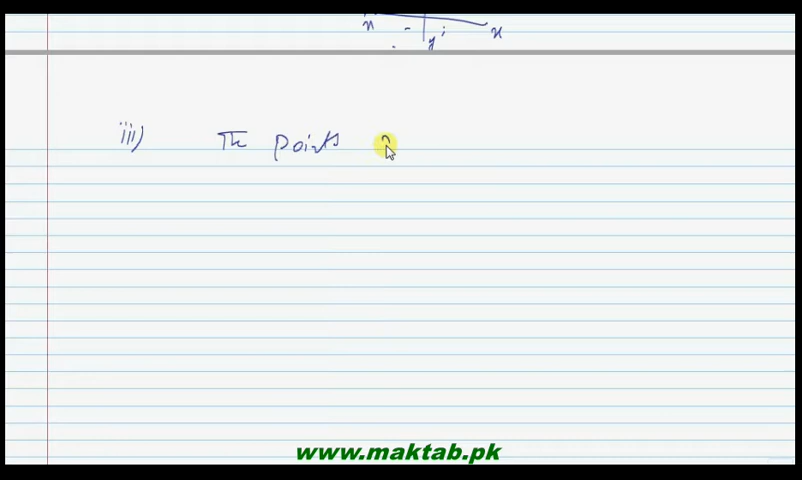 x y x
iii) The points
www.maktab.pk